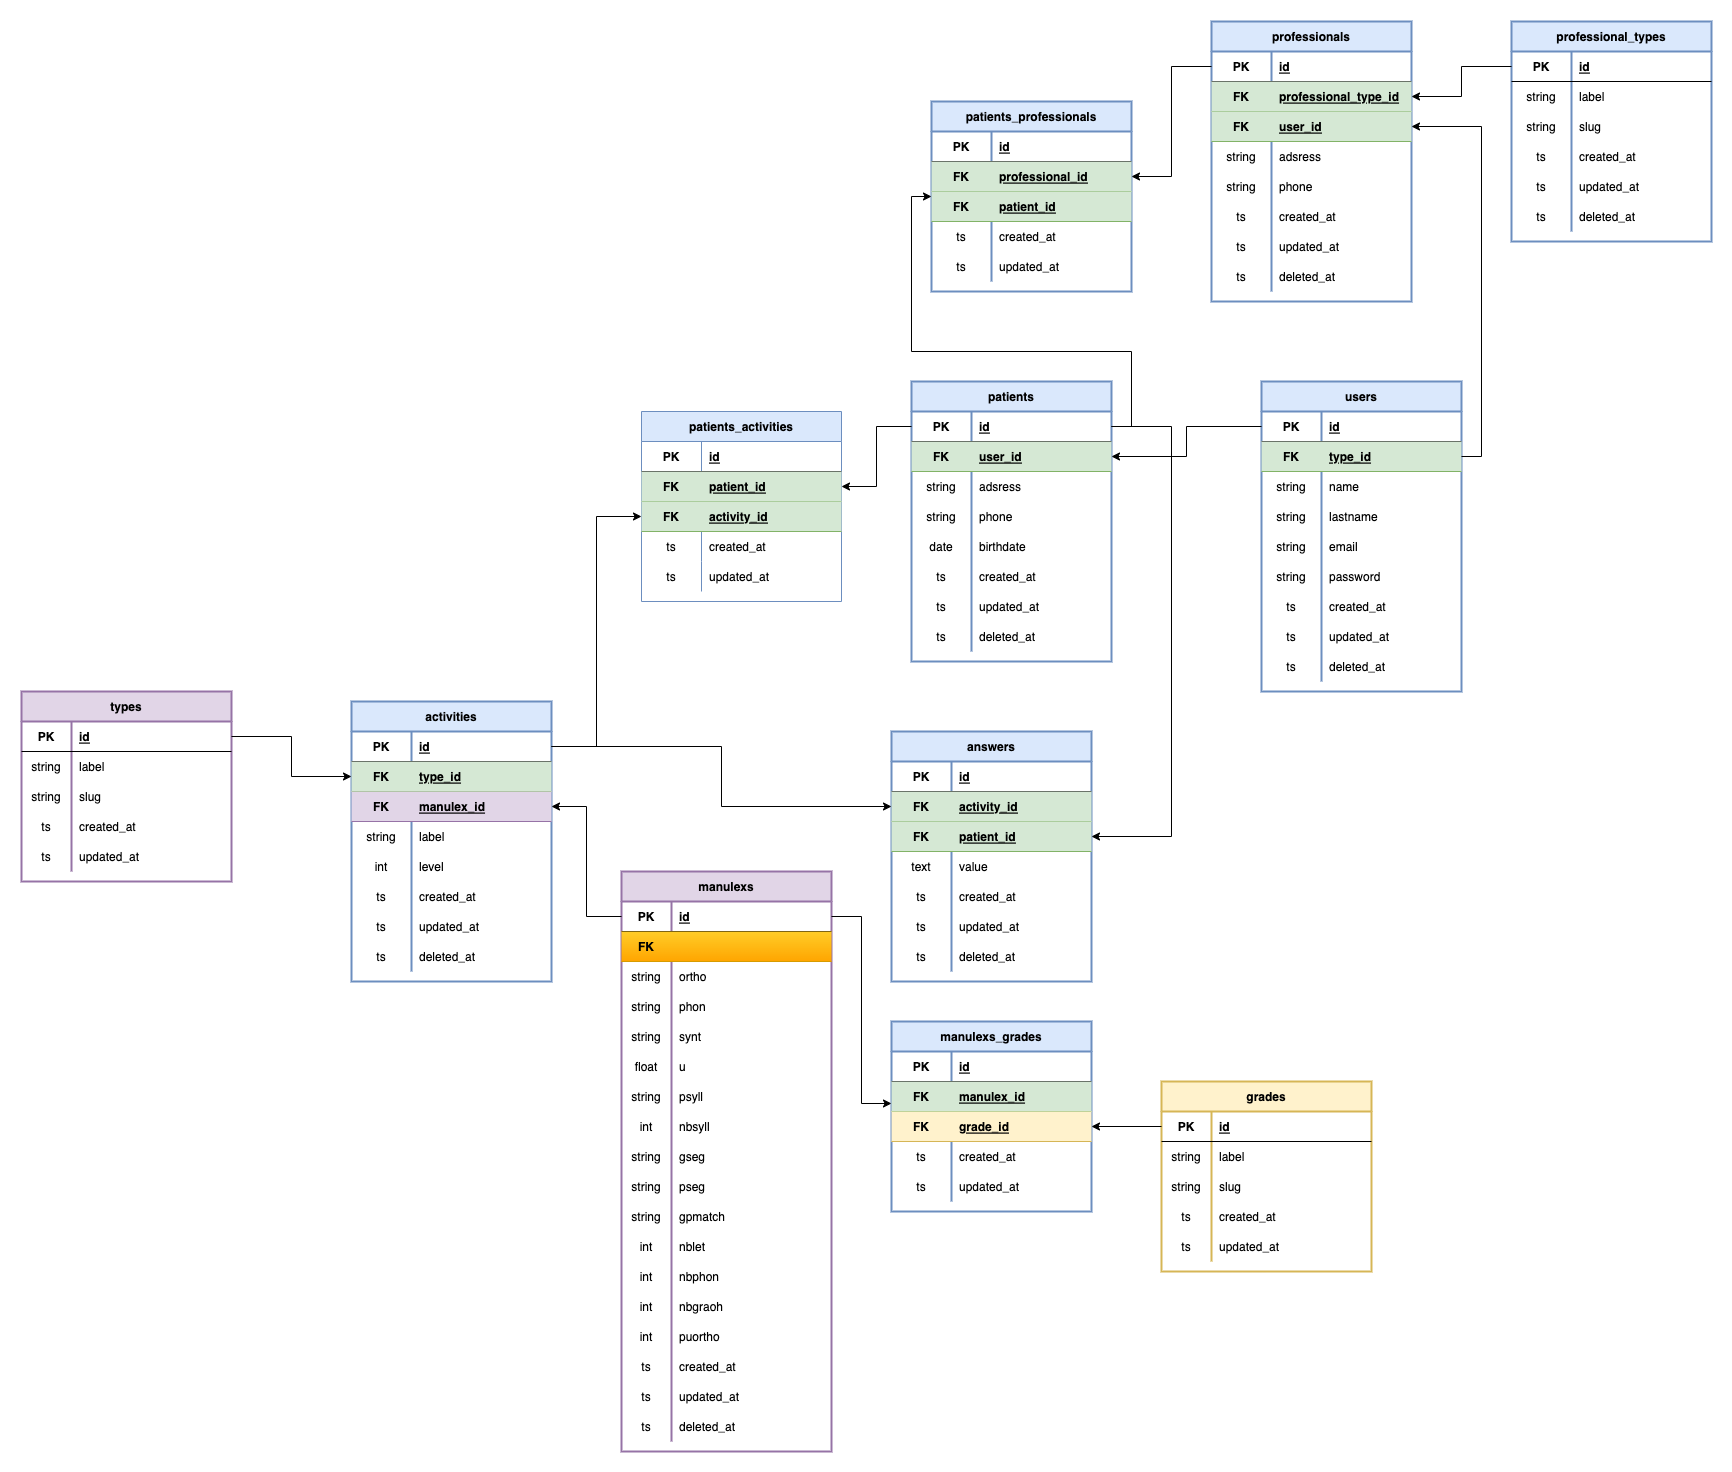 professionals
PK id
FK professional_type_id
FK user_id
string adsress
string phone
ts created_at
ts updated_at
ts deleted_at
professional_types
PK id
string label
string slug
ts created_at
ts updated_at
ts deleted_at
patients_professionals
PK id
FK professional_id
FK patient_id
ts created_at
ts updated_at
patients_activities
PK id
FK patient_id
FK activity_id
ts created_at
ts updated_at
patients
PK id
FK user_id
string adsress
string phone
date birthdate
ts created_at
ts updated_at
ts deleted_at
users
PK id
FK type_id
string name
string lastname
string email
string password
ts created_at
ts updated_at
ts deleted_at
types
PK id
string label
string slug
ts created_at
ts updated_at
activities
PK id
FK type_id
FK manulex_id
string label
int level
ts created_at
ts updated_at
ts deleted_at
answers
PK id
FK activity_id
FK patient_id
text value
ts created_at
ts updated_at
ts deleted_at
manulexs
PK id
FK
string ortho
string phon
string synt
float u
string psyll
int nbsyll
string gseg
string pseg
string gpmatch
int nblet
int nbphon
int nbgraoh
int puortho
ts created_at
ts updated_at
ts deleted_at
manulexs_grades
PK id
FK manulex_id
FK grade_id
ts created_at
ts updated_at
grades
PK id
string label
string slug
ts created_at
ts updated_at